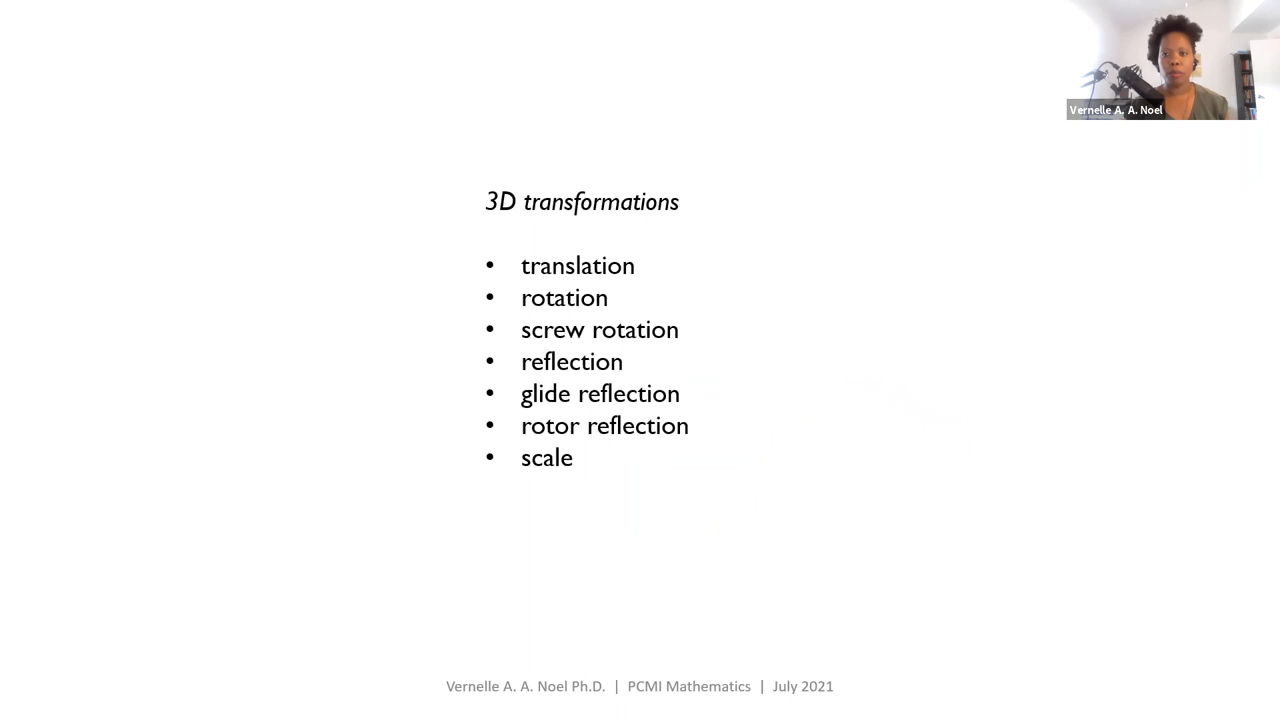 Vernelle A. A. Noel
3D transformations
• translation
• rotation
• screw rotation
• reflection
• glide reflection
• rotor reflection
• scale
Vernelle A. A. Noel Ph.D. | PCMI Mathematics | July 2021